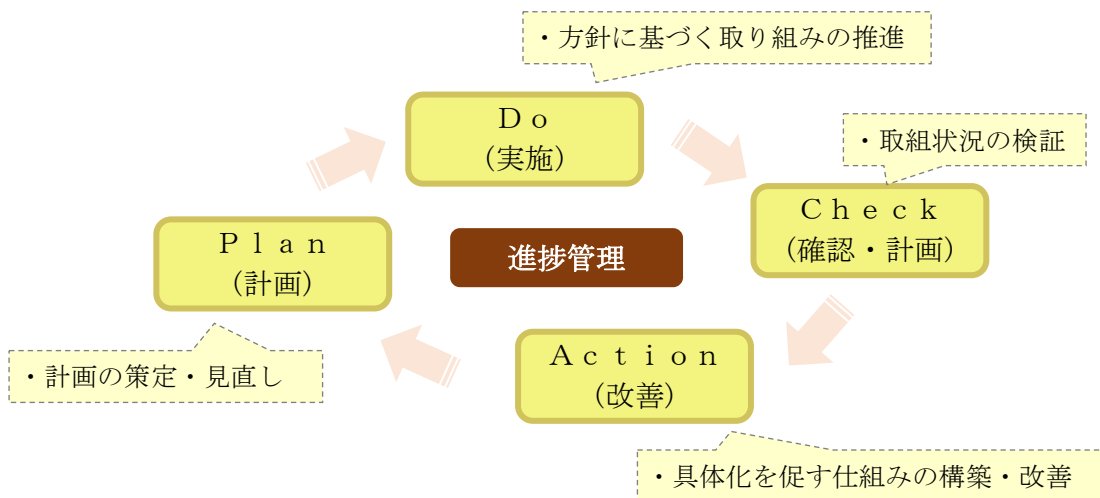 ・方針に基づく取り組みの推進
Ｄｏ
（実施）
・取組状況の検証
Ｃｈｅｃｋ
（確認・計画）
Ｐｌａｎ
（計画）
進捗管理
Ａｃｔｉｏｎ
（改善）
・計画の策定・見直し
・具体化を促す仕組みの構築・改善